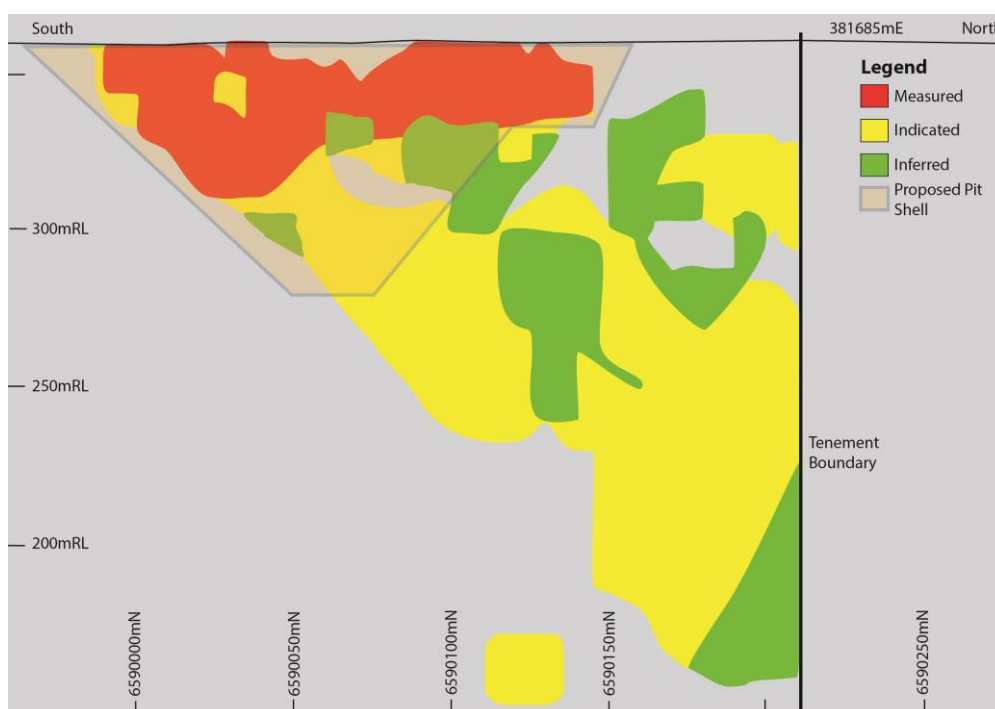 South
381685mE
North
Legend
Measured
Indicated
Inferred
Proposed Pit
Shell
300mRL
250mRL
Tenement
Boundary
200mRL
6590000mN
6590050mN
6590100mN
6590150mN
6590250mN